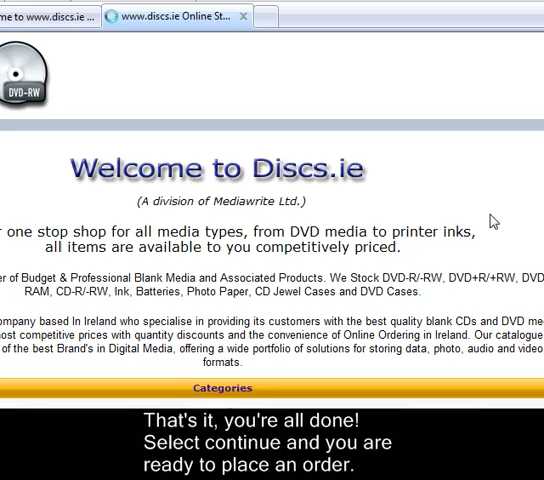 me to www.discs.ie ...
www.discs.ie Online St...
DVD-RW
Welcome to Discs.ie
(A division of Mediawrite Ltd.)
one stop shop for all media types, from DVD media to printer inks,
all items are available to you competitively priced.
er of Budget & Professional Blank Media and Associated Products. We Stock DVD-R/-RW, DVD+R/+RW, DVD
RAM, CD-R/-RW, Ink, Batteries, Photo Paper, CD Jewel Cases and DVD Cases.
ompany based In Ireland who specialise in providing its customers with the best quality blank CDs and DVD me
ost competitive prices with quantity discounts and the convenience of Online Ordering in Ireland. Our catalogue
of the best Brand's in Digital Media, offering a wide portfolio of solutions for storing data, photo, audio and video
formats.
Categories
That's it, you're all done!
Select continue and you are
ready to place an order.